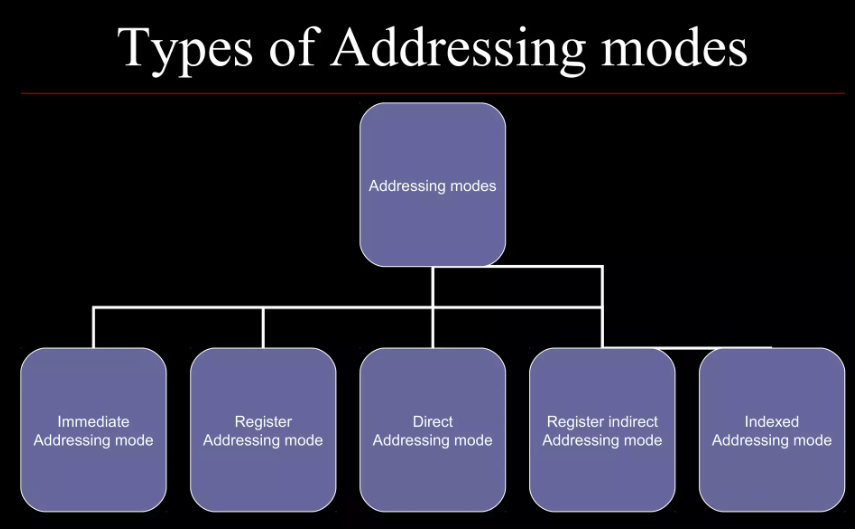 Types of Addressing modes
Addressing modes
Immediate
Addressing mode
Register
Addressing mode
Direct
Addressing mode
Register indirect
Addressing mode
Indexed
Addressing mode